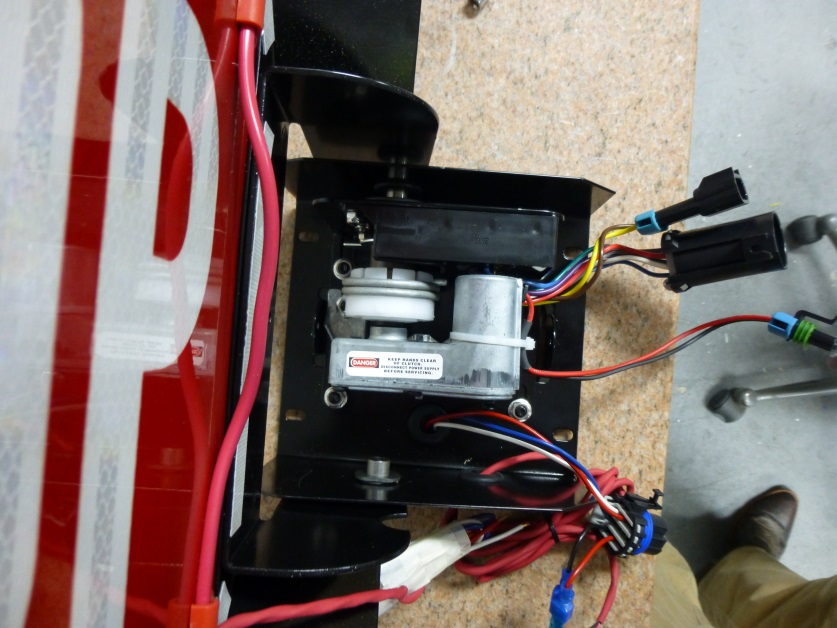 DANGER
KEEP HANDS CLEAR
OF CLUTCH.
DISCONNECT POWER SUPPLY
BEFORE SERVICING.